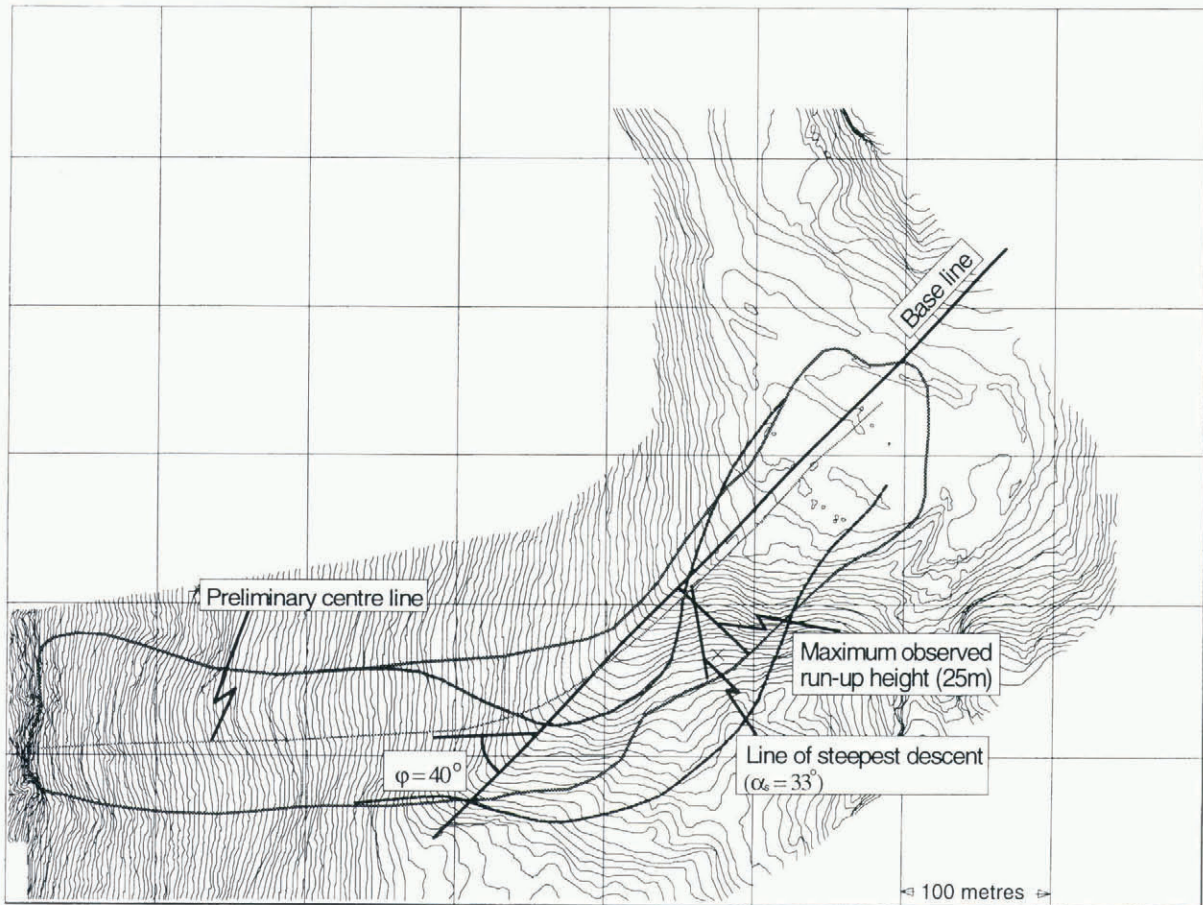 Base line
Preliminary centre line
Maximum observed
run-up height (25m)
φ = 40°
Line of steepest descent
(αₛ = 33°)
100 metres